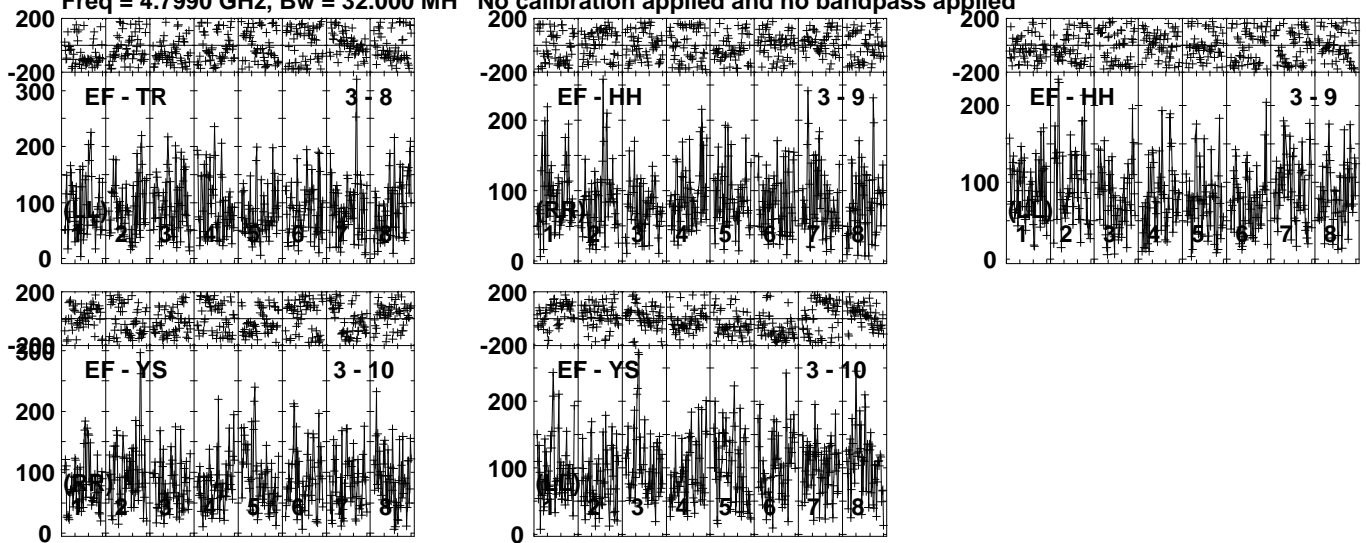 Freq = 4.7990 GHz, Bw = 32.000 MH No calibration applied and no bandpass applied
200
-200
300
200
100
0
EF - TR 3 - 8
(LL)
1 2 3 4 5 6 7 8
200
-200
200
100
0
EF - HH 3 - 9
(RR)
1 2 3 4 5 6 7 8
200
-200
200
100
0
EF - HH 3 - 9
(LL)
1 2 3 4 5 6 7 8
200
-200
300
200
100
0
EF - YS 3 - 10
(RR)
1 2 3 4 5 6 7 8
200
-200
200
100
0
EF - YS 3 - 10
(LL)
1 2 3 4 5 6 7 8